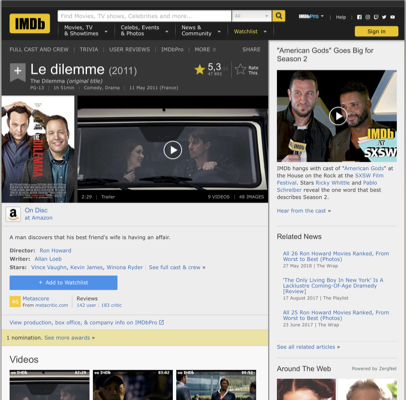 IMDb
Find Movies, TV shows, Celebrities and more...
All
IMDbPro
Help
Movies, TV
& Showtimes
Celebs, Events
& Photos
News &
Community
Watchlist
Sign in
FULL CAST AND CREW | TRIVIA | USER REVIEWS | IMDbPro | MORE
SHARE
Le dilemme (2011)
The Dilemma (original title)
PG-13 | 1h 51min | Comedy, Drama | 11 May 2011 (France)
5,3
Rate
This
THE DILEMMA
2:29 | Trailer
9 VIDEOS | 48 IMAGES
On Disc
at Amazon
A man discovers that his best friend's wife is having an affair.
Director: Ron Howard
Writer: Allan Loeb
Stars: Vince Vaughn, Kevin James, Winona Ryder | See full cast & crew »
+ Add to Watchlist
Metascore
From metacritic.com
Reviews
142 user | 183 critic
View production, box office, & company info on IMDbPro
1 nomination. See more awards »
Videos
"American Gods" Goes Big for
Season 2
IMDb
SXSW
IMDb hangs with cast of "American Gods" at
the House on the Rock at the SXSW Film
Festival. Stars Ricky Whittle and Pablo
Schreiber reveal the one word that best
describes Season 2.
Hear from the cast »
Related News
All 26 Ron Howard Movies Ranked, From
Worst to Best (Photos)
27 May 2018 | The Wrap
'The Only Living Boy in New York' Is A
Lacklustre Coming-Of-Age Dramedy
[Review]
17 August 2017 | The Playlist
All 25 Ron Howard Movies Ranked, From
Worst to Best (Photos)
23 June 2017 | The Wrap
See all related articles »
Around The Web
Powered by ZergNet